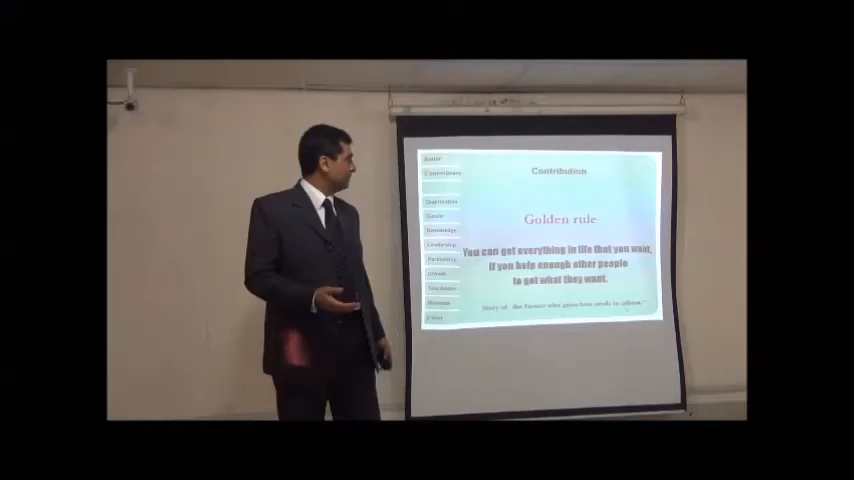 Contribution
Commitment
Duplication
Golden rule
Knowledge
Leadership
You can get everything in life that you want,
Partnership
If you help enough other people
Growth
to get what they want.
Story of the farmer who gives best seeds to others
Vision